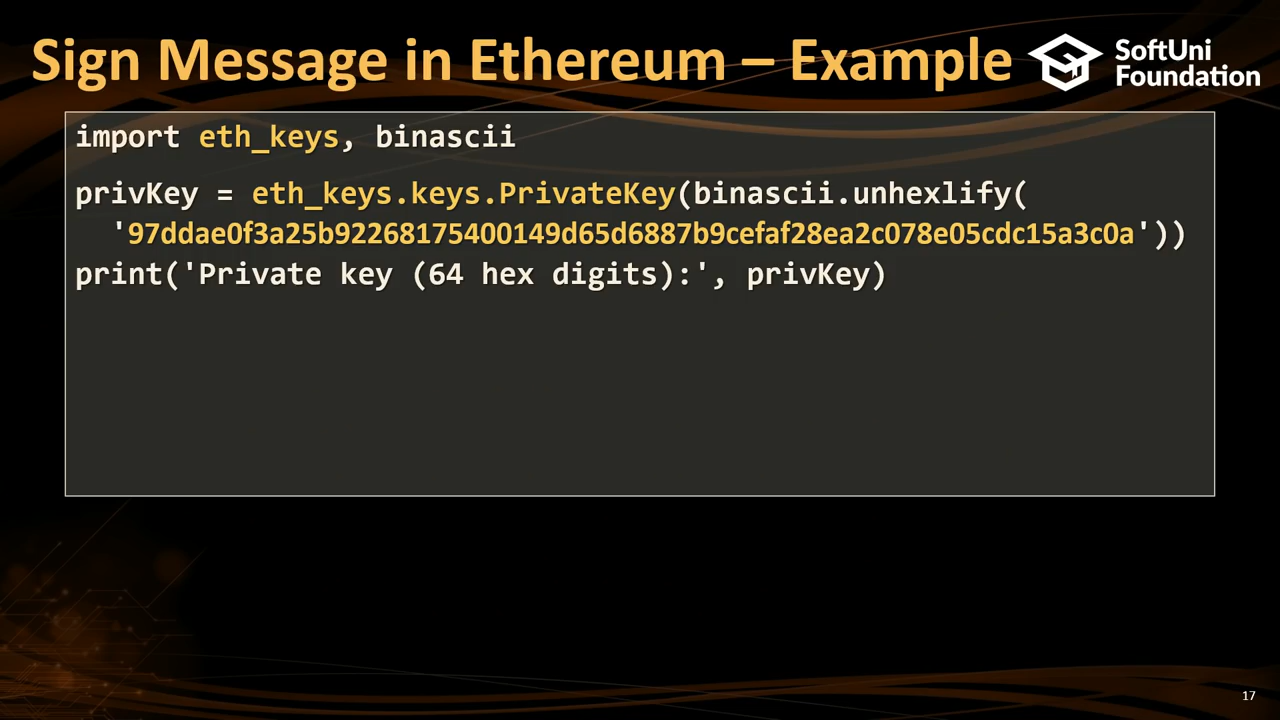 Sign Message in Ethereum – Example
SoftUni
Foundation
import eth_keys, binascii
privKey = eth_keys.keys.PrivateKey(binascii.unhexlify(
'97ddae0f3a25b92268175400149d65d6887b9cefaf28ea2c078e05cdc15a3c0a'))
print('Private key (64 hex digits):', privKey)
17